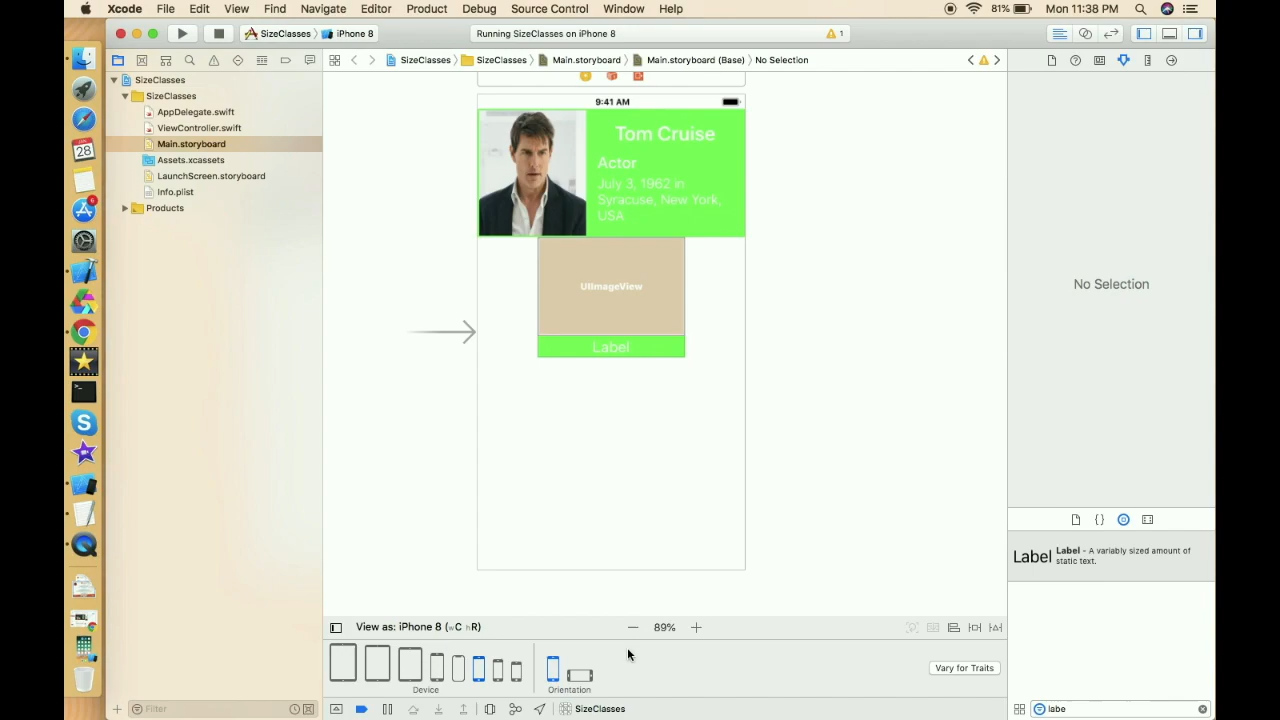 Xcode File Edit View Find Navigate Editor Product Debug Source Control Window Help
81% Mon 11:38 PM
SizeClasses iPhone 8
Running SizeClasses on iPhone 8
1
SizeClasses
SizeClasses
AppDelegate.swift
ViewController.swift
Main.storyboard
Assets.xcassets
LaunchScreen.storyboard
Info.plist
Products
Filter
SizeClasses SizeClasses Main.storyboard Main.storyboard (Base) No Selection
9:41 AM
Tom Cruise
Actor
July 3, 1962 in
Syracuse, New York,
USA
UIImageView
Label
View as: iPhone 8 (wC hR)
89%
Device
Orientation
Vary for Traits
SizeClasses
No Selection
Label
Label - A variably sized amount of
static text.
labe
28
6
S